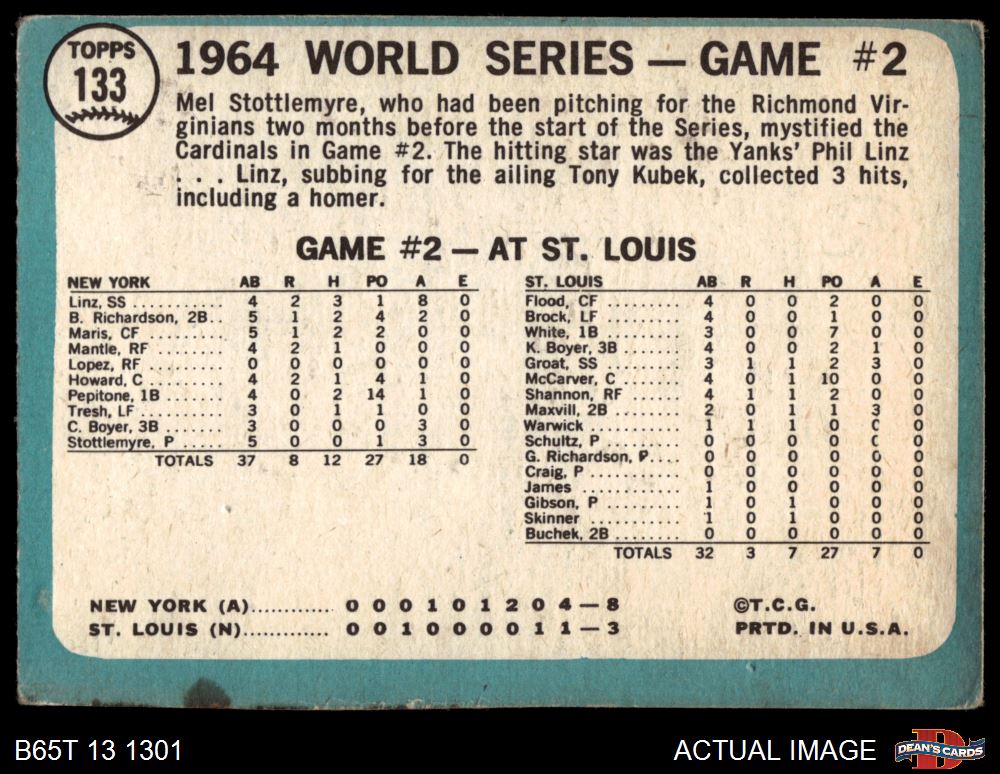 TOPPS
133
1964 WORLD SERIES — GAME #2
Mel Stottlemyre, who had been pitching for the Richmond Vir-
ginians two months before the start of the Series, mystified the
Cardinals in Game #2. The hitting star was the Yanks' Phil Linz
. . . Linz, subbing for the ailing Tony Kubek, collected 3 hits,
including a homer.
GAME #2 — AT ST. LOUIS
NEW YORK AB R H PO A E
Linz, SS ........... 4 2 3 1 8 0
B. Richardson, 2B.. 5 1 2 4 2 0
Maris, CF ........ 5 1 2 2 0 0
Mantle, RF ....... 4 2 1 0 0 0
Lopez, RF ........ 0 0 0 0 0 0
Howard, C ....... 4 2 1 4 1 0
Pepitone, 1B ...... 4 0 2 14 1 0
Tresh, LF ......... 3 0 1 1 0 0
C. Boyer, 3B ...... 3 0 0 0 3 0
Stottlemyre, P ..... 5 0 0 1 3 0
TOTALS 37 8 12 27 18 0
ST. LOUIS AB R H PO A E
Flood, CF ......... 4 0 0 2 0 0
Brock, LF ......... 4 0 0 1 0 0
White, 1B ......... 3 0 0 7 0 0
K. Boyer, 3B ....... 4 0 0 2 1 0
Groat, SS ......... 3 1 1 2 3 0
McCarver, C ....... 4 0 1 10 0 0
Shannon, RF ....... 4 1 1 2 0 0
Maxvill, 2B ........ 2 0 1 1 3 0
Warwick .......... 1 1 1 0 0 0
Schultz, P ......... 0 0 0 0 0 0
G. Richardson, P.... 0 0 0 0 0 0
Craig, P ........... 0 0 0 0 0 0
James ............ 1 0 0 0 0 0
Gibson, P ......... 1 0 1 0 0 0
Skinner ........... 1 0 1 0 0 0
Buchek, 2B ........ 0 0 0 0 0 0
TOTALS 32 3 7 27 7 0
NEW YORK (A)............ 0 0 0 1 0 1 2 0 4 — 8
ST. LOUIS (N)............. 0 0 1 0 0 0 0 1 1 — 3
©T.C.G.
PRTD. IN U.S.A.
B65T 13 1301
ACTUAL IMAGE
D
DEAN'S CARDS